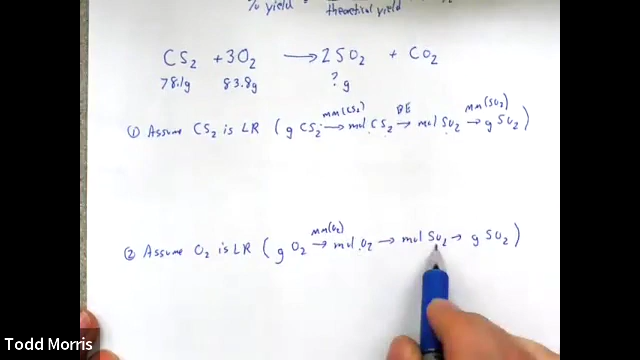 % yield = theoretical yield
CS2 + 3O2 → 2SO2 + CO2
78.1g 83.8g ? g
① Assume CS2 is LR ( g CS2 → mol CS2 → mol SO2 → g SO2 )
mm(CS2) BE mm(SO2)
② Assume O2 is LR ( g O2 → mol O2 → mol SO2 → g SO2 )
mm(O2)
Todd Morris